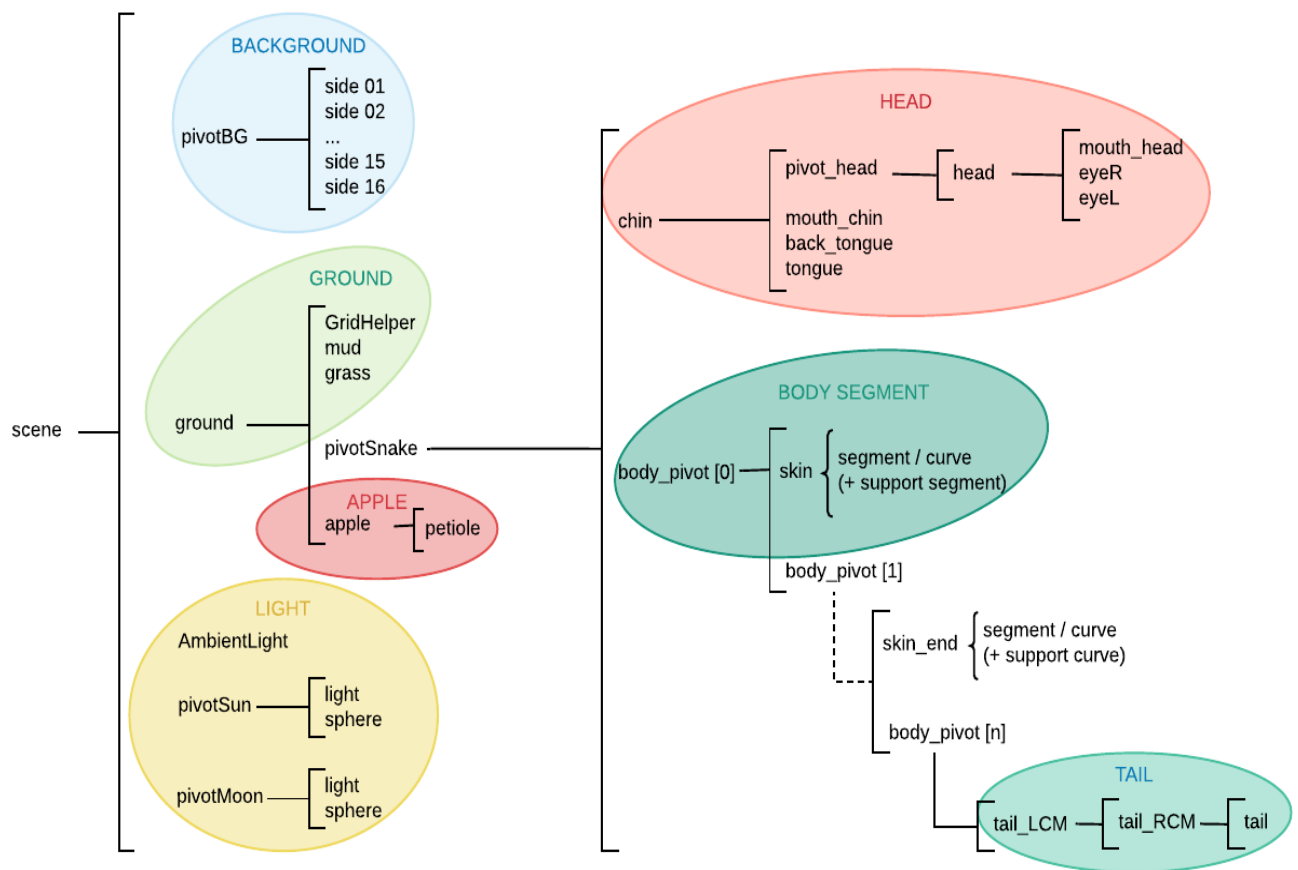 BACKGROUND
pivotBG
side 01
side 02
...
side 15
side 16
GROUND
GridHelper
mud
grass
scene
ground
pivotSnake
APPLE
apple
petiole
LIGHT
AmbientLight
pivotSun
light
sphere
pivotMoon
light
sphere
HEAD
chin
pivot_head
head
mouth_head
eyeR
eyeL
mouth_chin
back_tongue
tongue
BODY SEGMENT
body_pivot [0]
skin
segment / curve
(+ support segment)
body_pivot [1]
skin_end
segment / curve
(+ support curve)
body_pivot [n]
TAIL
tail_LCM
tail_RCM
tail